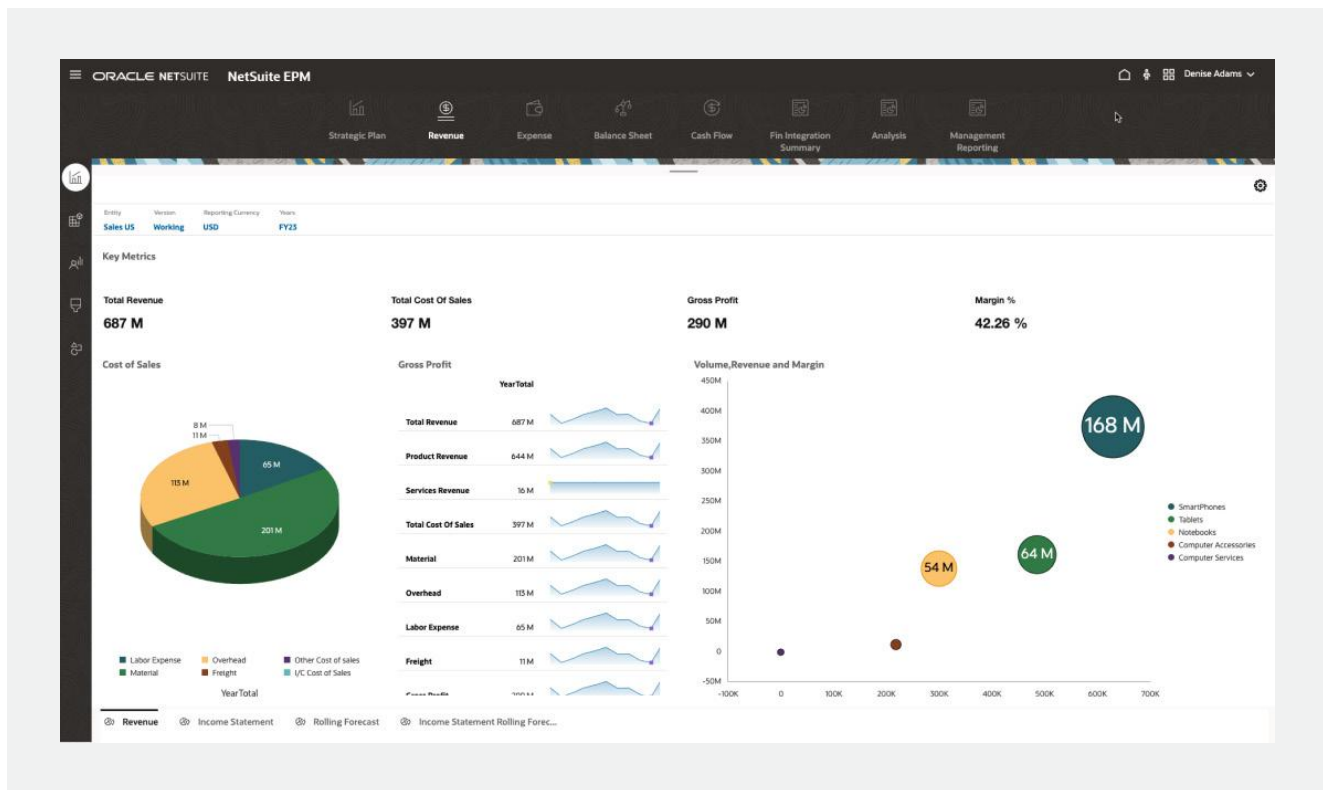 ORACLE NETSUITE NetSuite EPM
Denise Adams
Strategic Plan
Revenue
Expense
Balance Sheet
Cash Flow
Fin Integration
Summary
Analysis
Management
Reporting
Entity Version Reporting Currency Years
Sales US Working USD FY23
Key Metrics
Total Revenue
687 M
Total Cost Of Sales
397 M
Gross Profit
290 M
Margin %
42.26 %
Cost of Sales
8 M
11 M
65 M
113 M
201 M
Labor Expense Overhead Other Cost of sales
Material Freight I/C Cost of Sales
YearTotal
Gross Profit
YearTotal
Total Revenue 687 M
Product Revenue 644 M
Services Revenue 16 M
Total Cost Of Sales 397 M
Material 201 M
Overhead 113 M
Labor Expense 65 M
Freight 11 M
Volume,Revenue and Margin
450M
400M
350M
300M
250M
200M
150M
100M
50M
0
-50M
-100K 0 100K 200K 300K 400K 500K 600K 700K
168 M
64 M
54 M
SmartPhones
Tablets
Notebooks
Computer Accessories
Computer Services
Revenue Income Statement Rolling Forecast Income Statement Rolling Forec...